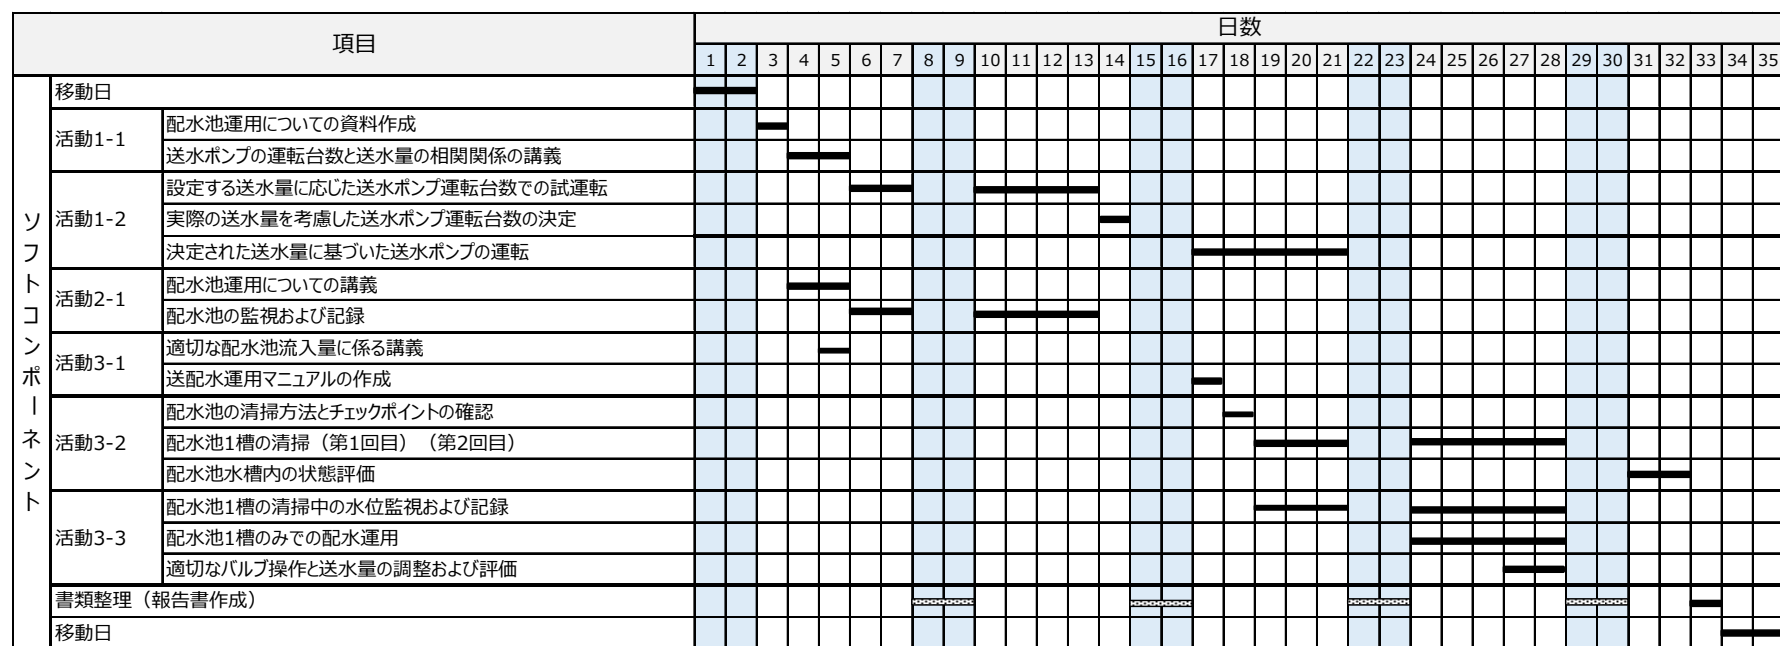 項目
日数
1 2 3 4 5 6 7 8 9 10 11 12 13 14 15 16 17 18 19 20 21 22 23 24 25 26 27 28 29 30 31 32 33 34 35
ソフトコンポーネント
移動日
活動1-1
配水池運用についての資料作成
送水ポンプの運転台数と送水量の相関関係の講義
活動1-2
設定する送水量に応じた送水ポンプ運転台数での試運転
実際の送水量を考慮した送水ポンプ運転台数の決定
決定された送水量に基づいた送水ポンプの運転
活動2-1
配水池運用についての講義
配水池の監視および記録
活動3-1
適切な配水池流入量に係る講義
送配水運用マニュアルの作成
活動3-2
配水池の清掃方法とチェックポイントの確認
配水池1槽の清掃（第1回目）（第2回目）
配水池水槽内の状態評価
活動3-3
配水池1槽の清掃中の水位監視および記録
配水池1槽のみでの配水運用
適切なバルブ操作と送水量の調整および評価
書類整理（報告書作成）
移動日